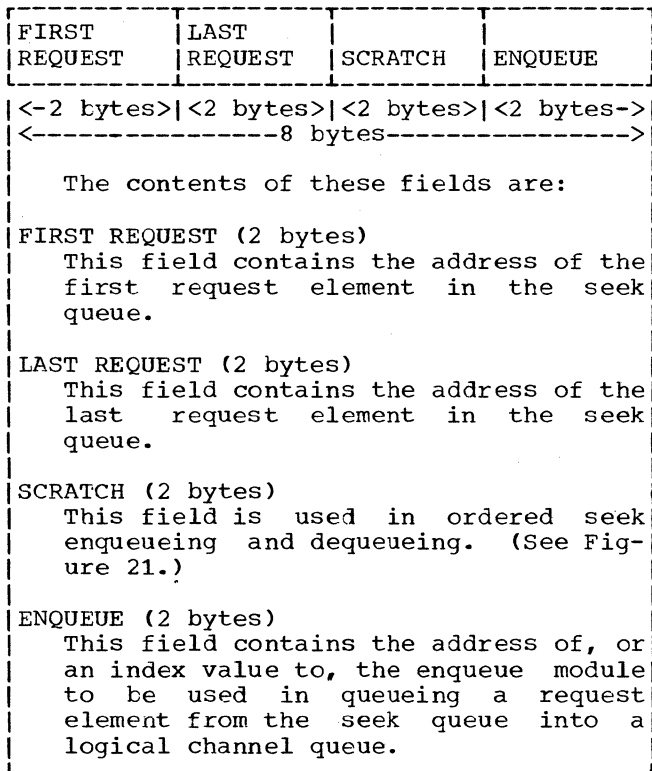 FIRST LAST
REQUEST REQUEST SCRATCH ENQUEUE
|<-2 bytes>|<2 bytes>|<2 bytes>|<2 bytes->|
|<----------------8 bytes---------------->|
The contents of these fields are:
FIRST REQUEST (2 bytes)
This field contains the address of the
first request element in the seek
queue.
LAST REQUEST (2 bytes)
This field contains the address of the
last request element in the seek
queue.
SCRATCH (2 bytes)
This field is used in ordered seek
enqueueing and dequeueing. (See Fig-
ure 21.)
ENQUEUE (2 bytes)
This field contains the address of, or
an index value to, the enqueue module
to be used in queueing a request
element from the seek queue into a
logical channel queue.